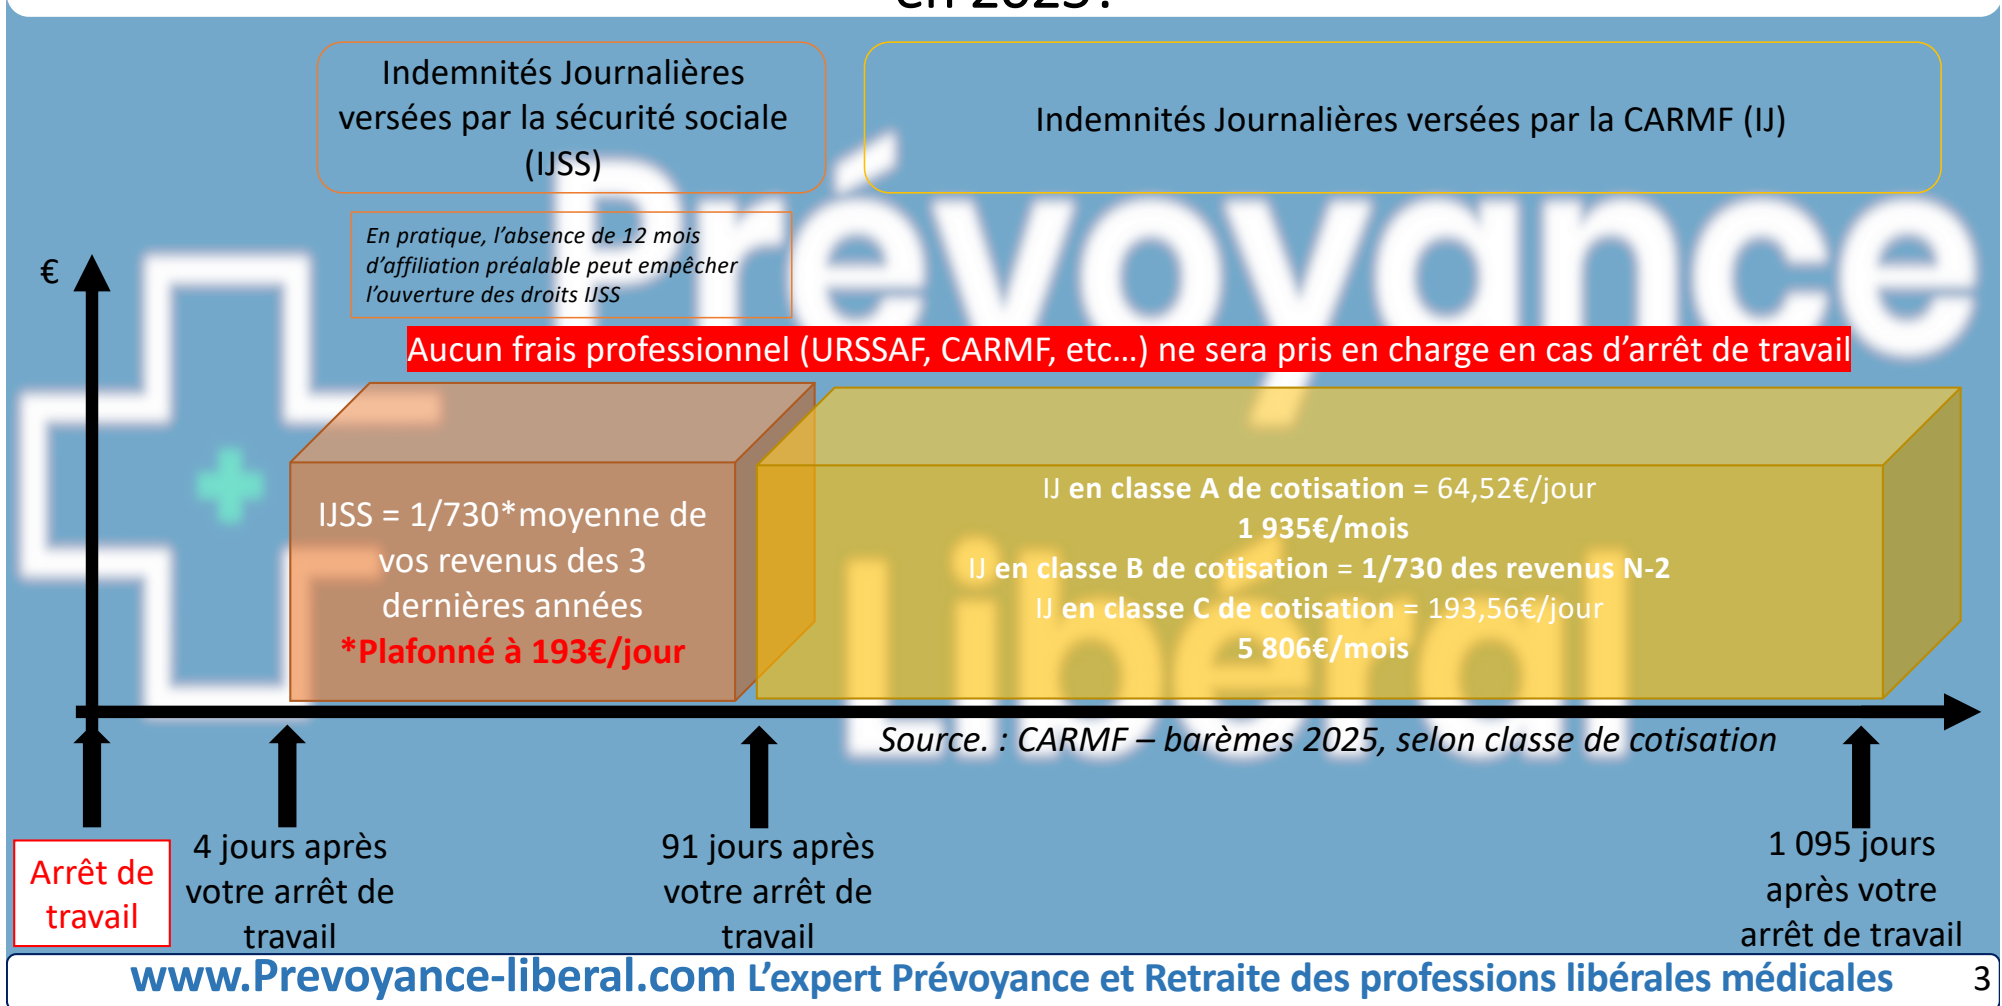 en 2025?
Indemnités Journalières
versées par la sécurité sociale
(IJSS)
Indemnités Journalières versées par la CARMF (IJ)
En pratique, l’absence de 12 mois
d’affiliation préalable peut empêcher
l’ouverture des droits IJSS
€
Prévoyance
Libéral
Aucun frais professionnel (URSSAF, CARMF, etc…) ne sera pris en charge en cas d’arrêt de travail
IJSS = 1/730*moyenne de
vos revenus des 3
dernières années
*Plafonné à 193€/jour
IJ en classe A de cotisation = 64,52€/jour
1 935€/mois
IJ en classe B de cotisation = 1/730 des revenus N-2
IJ en classe C de cotisation = 193,56€/jour
5 806€/mois
Source. : CARMF – barèmes 2025, selon classe de cotisation
Arrêt de
travail
4 jours après
votre arrêt de
travail
91 jours après
votre arrêt de
travail
1 095 jours
après votre
arrêt de travail
www.Prevoyance-liberal.com L’expert Prévoyance et Retraite des professions libérales médicales
3